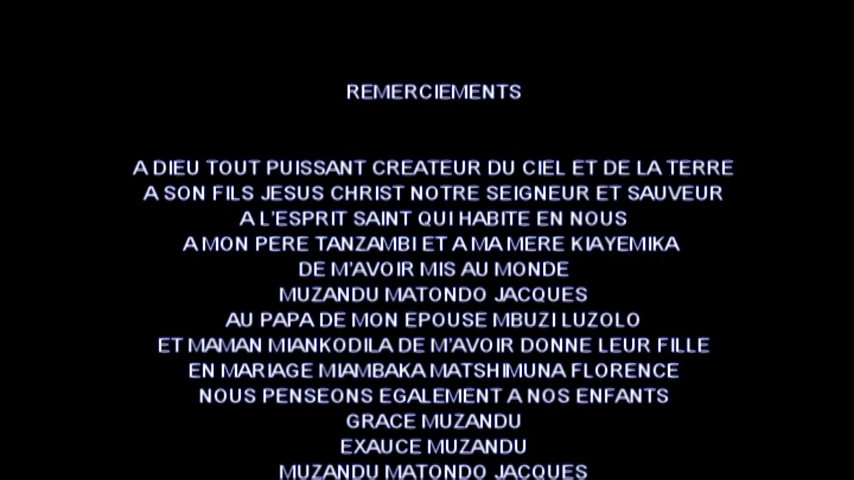 REMERCIEMENTS
A DIEU TOUT PUISSANT CREATEUR DU CIEL ET DE LA TERRE
A SON FILS JESUS CHRIST NOTRE SEIGNEUR ET SAUVEUR
A L'ESPRIT SAINT QUI HABITE EN NOUS
A MON PERE TANZAMBI ET A MA MERE KIAYEMIKA
DE M'AVOIR MIS AU MONDE
MUZANDU MATONDO JACQUES
AU PAPA DE MON EPOUSE MBUZI LUZOLO
ET MAMAN MIANKODILA DE M'AVOIR DONNE LEUR FILLE
EN MARIAGE MIAMBAKA MATSHIMUNA FLORENCE
NOUS PENSEONS EGALEMENT A NOS ENFANTS
GRACE MUZANDU
EXAUCE MUZANDU
MUZANDU MATONDO JACQUES